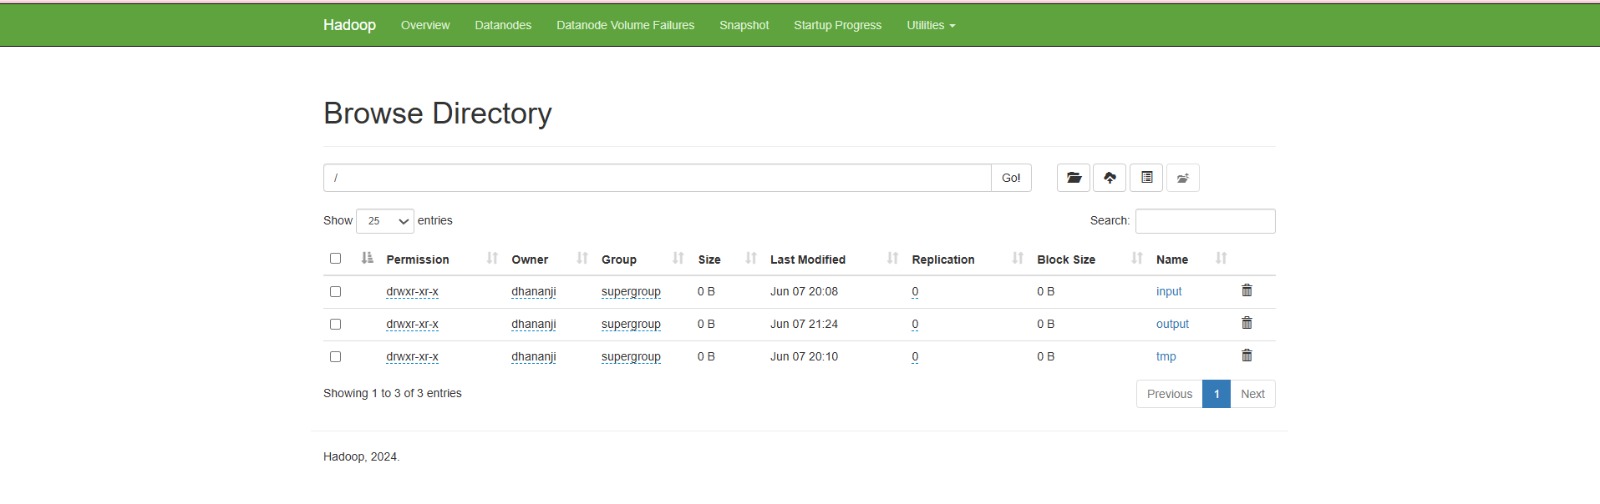 Hadoop Overview Datanodes Datanode Volume Failures Snapshot Startup Progress Utilities
Browse Directory
/ Go!
Show 25 entries Search:
Permission Owner Group Size Last Modified Replication Block Size Name
drwxr-xr-x dhananji supergroup 0 B Jun 07 20:08 0 0 B input
drwxr-xr-x dhananji supergroup 0 B Jun 07 21:24 0 0 B output
drwxr-xr-x dhananji supergroup 0 B Jun 07 20:10 0 0 B tmp
Showing 1 to 3 of 3 entries Previous 1 Next
Hadoop, 2024.